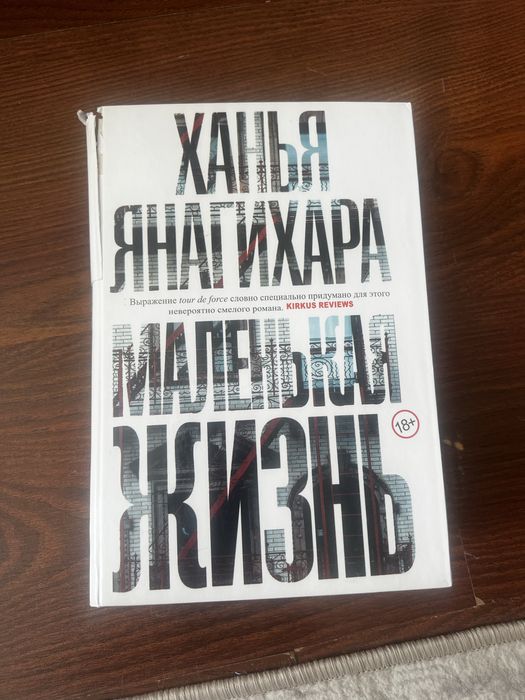 ХАНЬЯ
ЯНАГИХАРА
Выражение tour de force словно специально придумано для этого
невероятно смелого романа. KIRKUS REVIEWS
МАЛЕНЬКАЯ
18+
ЖИЗНЬ